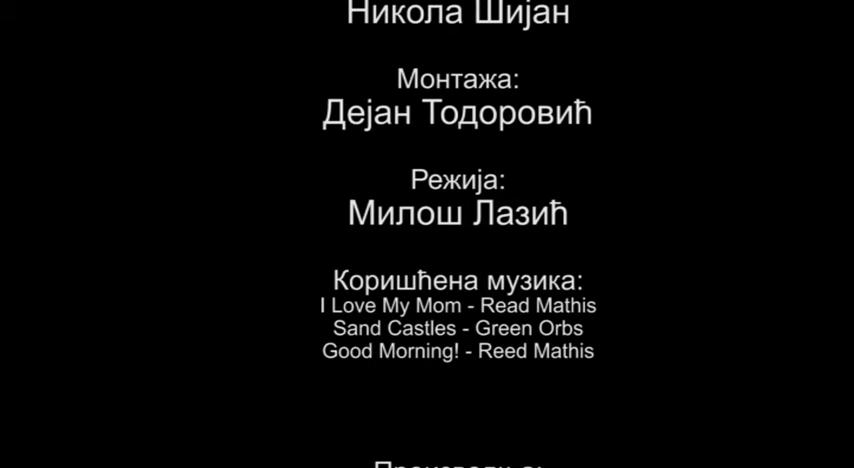 Никола Шијан
Монтажа:
Дејан Тодоровић
Режија:
Милош Лазић
Коришћена музика:
I Love My Mom - Read Mathis
Sand Castles - Green Orbs
Good Morning! - Reed Mathis